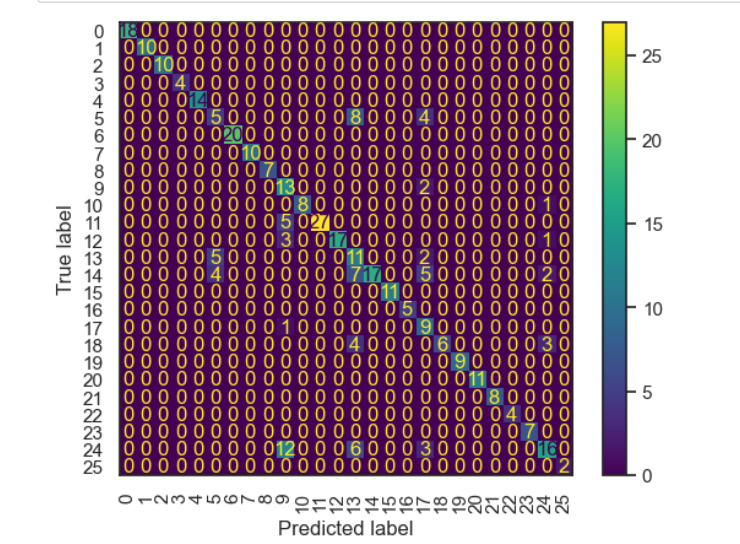 0 18 0 0 0 0 0 0 0 0 0 0 0 0 0 0 0 0 0 0 0 0 0 0 0 0 0
1 0 10 0 0 0 0 0 0 0 0 0 0 0 0 0 0 0 0 0 0 0 0 0 0 0 0
2 0 0 10 0 0 0 0 0 0 0 0 0 0 0 0 0 0 0 0 0 0 0 0 0 0 0
3 0 0 0 4 0 0 0 0 0 0 0 0 0 0 0 0 0 0 0 0 0 0 0 0 0 0
4 0 0 0 0 14 0 0 0 0 0 0 0 0 0 0 0 0 0 0 0 0 0 0 0 0 0
5 0 0 0 0 0 5 0 0 0 0 0 0 0 8 0 0 0 4 0 0 0 0 0 0 0 0
6 0 0 0 0 0 0 20 0 0 0 0 0 0 0 0 0 0 0 0 0 0 0 0 0 0 0
7 0 0 0 0 0 0 0 10 0 0 0 0 0 0 0 0 0 0 0 0 0 0 0 0 0 0
8 0 0 0 0 0 0 0 0 7 0 0 0 0 0 0 0 0 0 0 0 0 0 0 0 0 0
9 0 0 0 0 0 0 0 0 0 13 0 0 0 0 0 0 0 2 0 0 0 0 0 0 0 0
10 0 0 0 0 0 0 0 0 0 0 8 0 0 0 0 0 0 0 0 0 0 0 0 0 1 0
11 0 0 0 0 0 0 0 0 0 5 0 27 0 0 0 0 0 0 0 0 0 0 0 0 0 0
12 0 0 0 0 0 0 0 0 0 3 0 0 17 0 0 0 0 0 0 0 0 0 0 0 1 0
13 0 0 0 0 0 5 0 0 0 0 0 0 0 11 0 0 0 2 0 0 0 0 0 0 0 0
14 0 0 0 0 0 4 0 0 0 0 0 0 0 7 17 0 0 5 0 0 0 0 0 0 2 0
15 0 0 0 0 0 0 0 0 0 0 0 0 0 0 0 11 0 0 0 0 0 0 0 0 0 0
16 0 0 0 0 0 0 0 0 0 0 0 0 0 0 0 0 5 0 0 0 0 0 0 0 0 0
17 0 0 0 0 0 0 0 0 0 1 0 0 0 0 0 0 0 9 0 0 0 0 0 0 0 0
18 0 0 0 0 0 0 0 0 0 0 0 0 0 4 0 0 0 0 6 0 0 0 0 0 3 0
19 0 0 0 0 0 0 0 0 0 0 0 0 0 0 0 0 0 0 0 9 0 0 0 0 0 0
20 0 0 0 0 0 0 0 0 0 0 0 0 0 0 0 0 0 0 0 0 11 0 0 0 0 0
21 0 0 0 0 0 0 0 0 0 0 0 0 0 0 0 0 0 0 0 0 0 8 0 0 0 0
22 0 0 0 0 0 0 0 0 0 0 0 0 0 0 0 0 0 0 0 0 0 0 4 0 0 0
23 0 0 0 0 0 0 0 0 0 0 0 0 0 0 0 0 0 0 0 0 0 0 0 7 0 0
24 0 0 0 0 0 0 0 0 0 12 0 0 0 6 0 0 0 3 0 0 0 0 0 0 16 0
25 0 0 0 0 0 0 0 0 0 0 0 0 0 0 0 0 0 0 0 0 0 0 0 0 0 2
True label
0 1 2 3 4 5 6 7 8 9 10 11 12 13 14 15 16 17 18 19 20 21 22 23 24 25
Predicted label
25
20
15
10
5
0